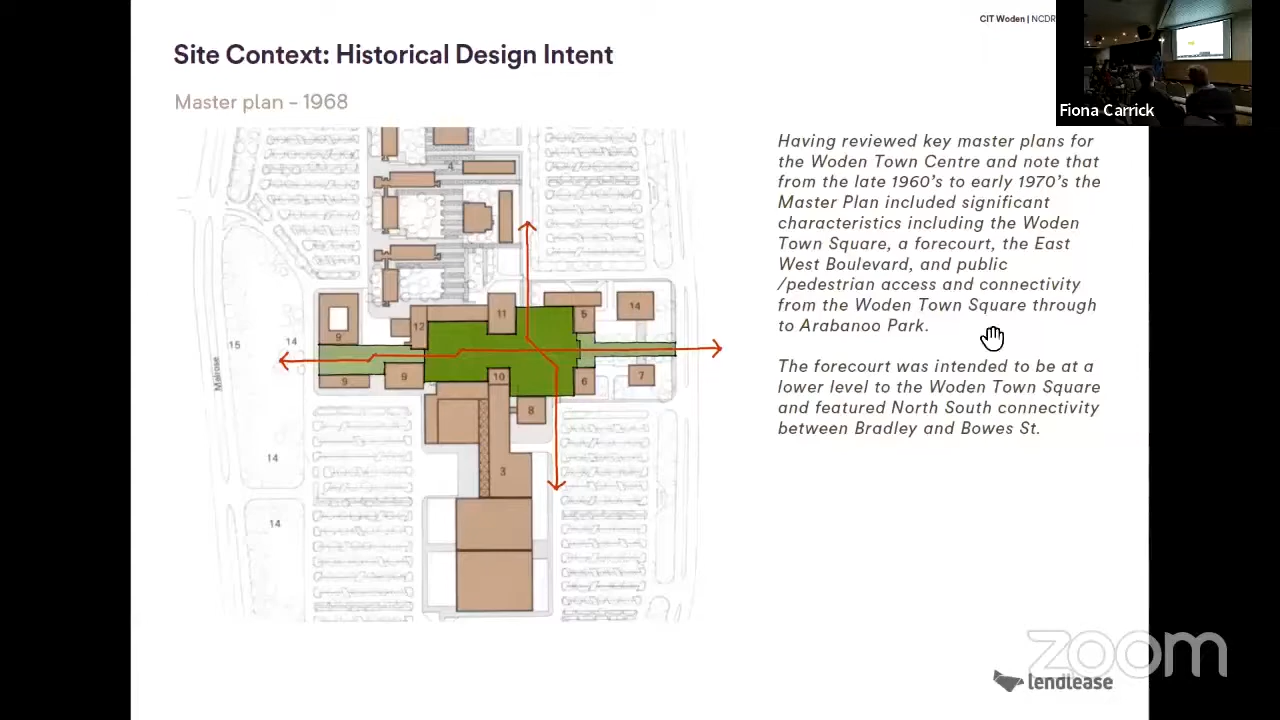 CIT Woden | NCDR
Site Context: Historical Design Intent
Master plan – 1968
Fiona Carrick
Having reviewed key master plans for
the Woden Town Centre and note that
from the late 1960's to early 1970's the
Master Plan included significant
characteristics including the Woden
Town Square, a forecourt, the East
West Boulevard, and public
/pedestrian access and connectivity
from the Woden Town Square through
to Arabanoo Park.
The forecourt was intended to be at a
lower level to the Woden Town Square
and featured North South connectivity
between Bradley and Bowes St.
4
11
5
14
12
9
15
14
Melrose
9
9
10
6
7
8
14
3
14
zoom
lendlease